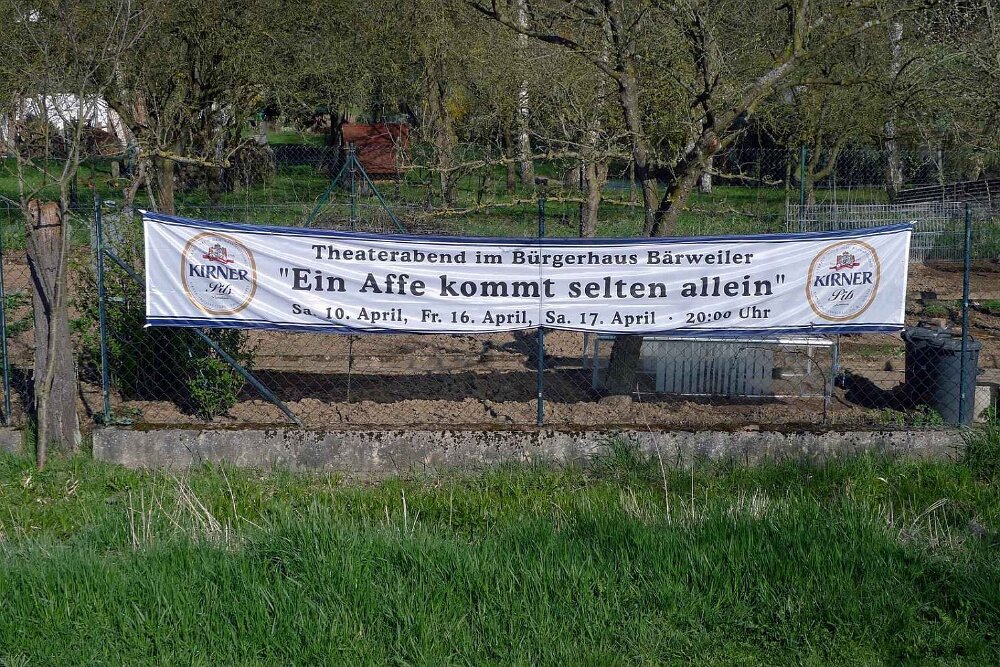 Theaterabend im Bürgerhaus Bärweiler
KIRNER
Pils
"Ein Affe kommt selten allein"
KIRNER
Pils
Sa. 10. April, Fr. 16. April, Sa. 17. April · 20:00 Uhr